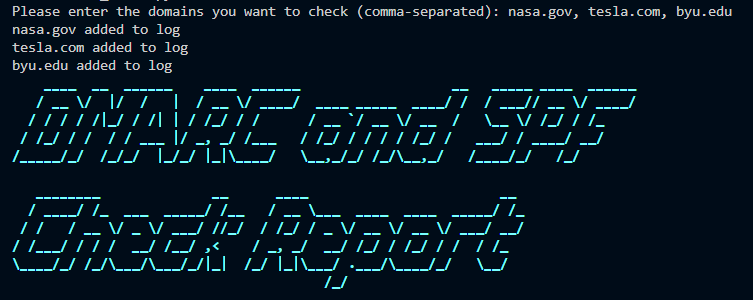 Please enter the domains you want to check (comma-separated): nasa.gov, tesla.com, byu.edu
nasa.gov added to log
tesla.com added to log
byu.edu added to log
DMARC and SPF
Check Report